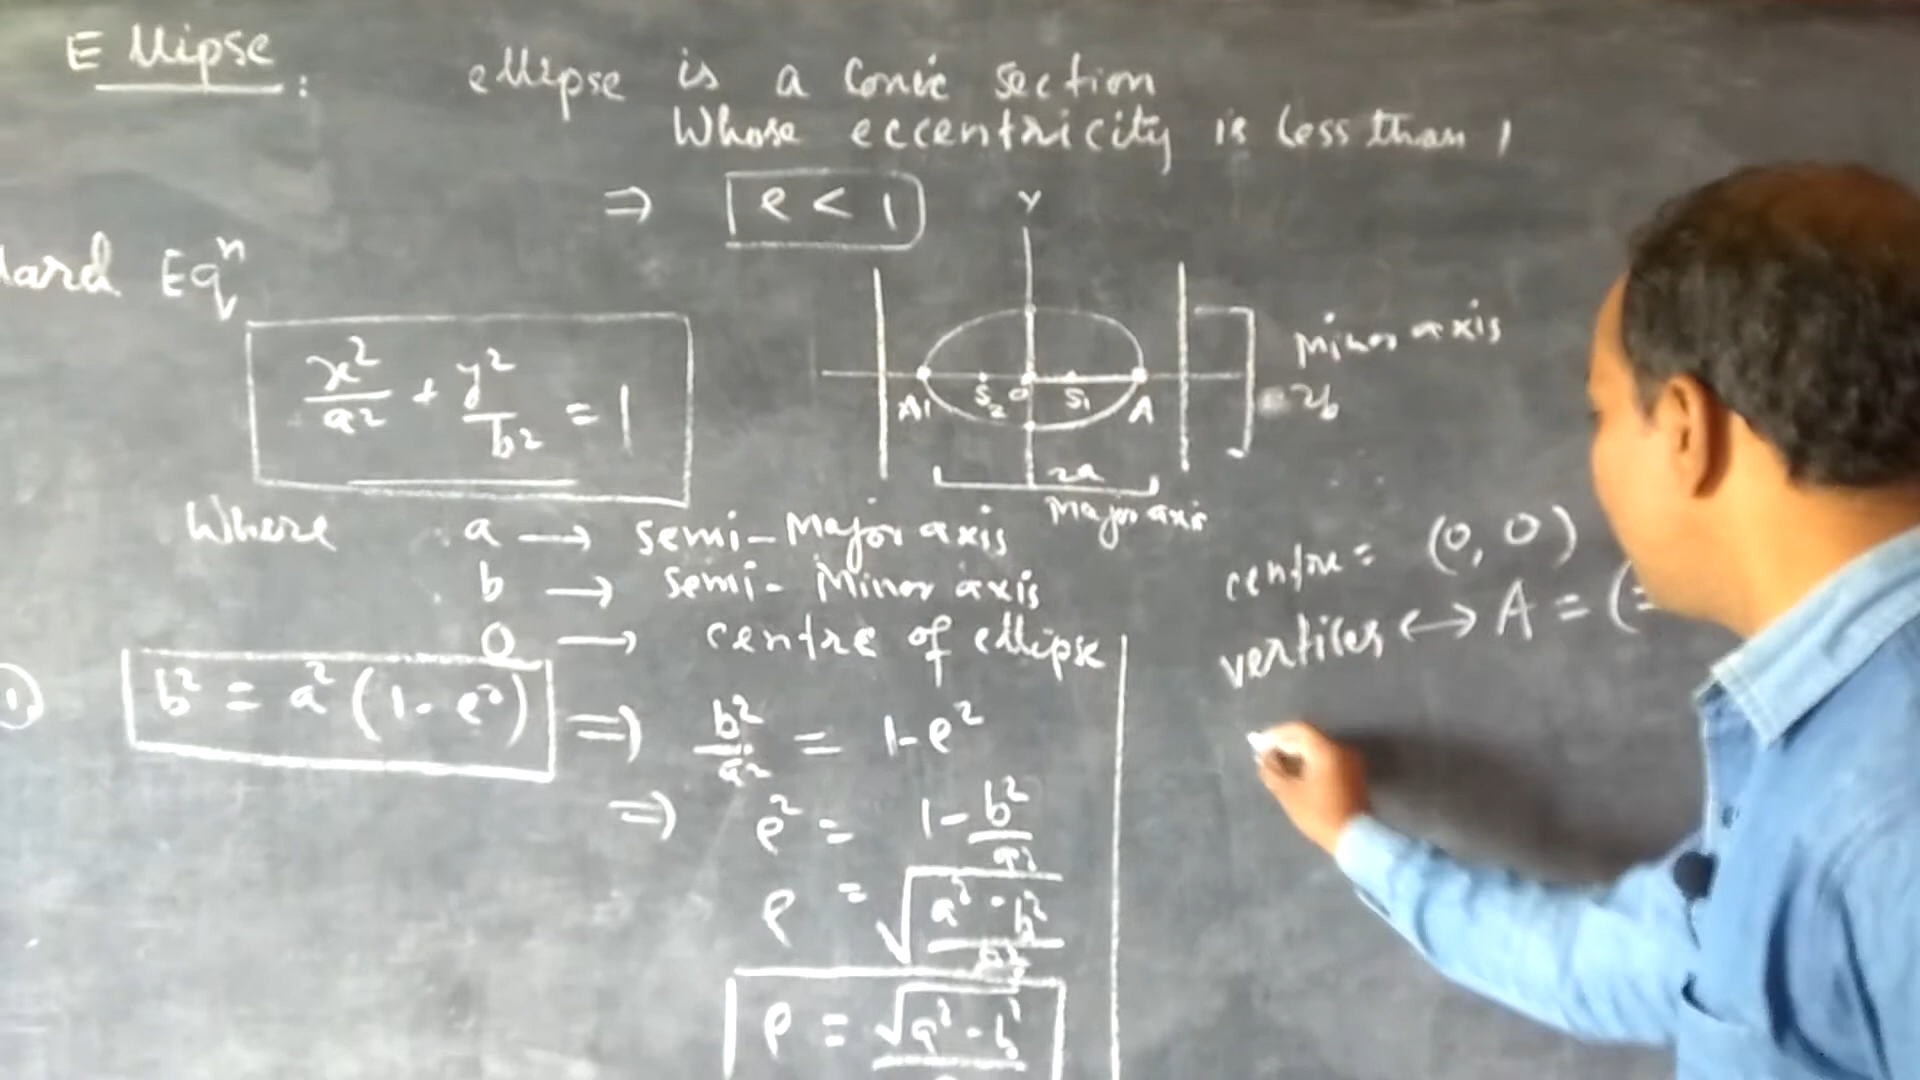 Ellipse :
ellipse is a conic section
Whose eccentricity is less than 1
⇒ e < 1
dard Eqⁿ
x²/a² + y²/b² = 1
Y
A₁ S₂ O S₁ A
Minor axis
= 2b
2a
Major axis
Where a → semi-Major axis
b → semi-Minor axis
O → centre of ellipse
1. b² = a²(1-e²) ⇒ b²/a² = 1-e²
⇒ e² = 1 - b²/a²
e = √((a² - b²)/a²)
e = √(a² - b²)
centre = (0, 0)
vertices ↔ A = (